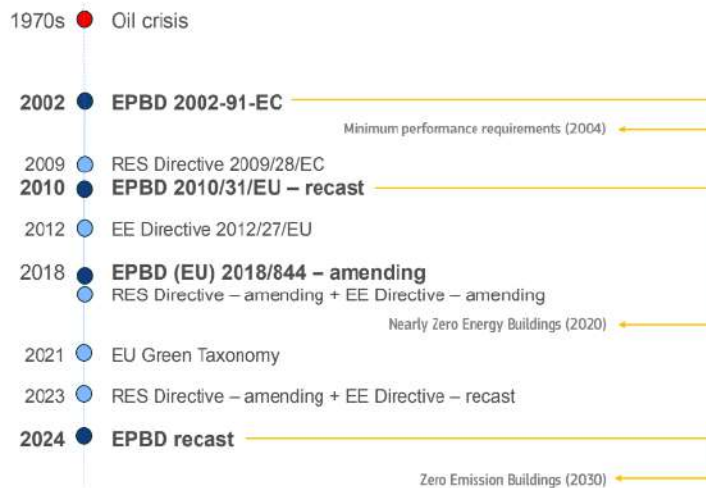 1970s Oil crisis
2002 EPBD 2002-91-EC
Minimum performance requirements (2004)
2009 RES Directive 2009/28/EC
2010 EPBD 2010/31/EU – recast
2012 EE Directive 2012/27/EU
2018 EPBD (EU) 2018/844 – amending
RES Directive – amending + EE Directive – amending
Nearly Zero Energy Buildings (2020)
2021 EU Green Taxonomy
2023 RES Directive – amending + EE Directive – recast
2024 EPBD recast
Zero Emission Buildings (2030)